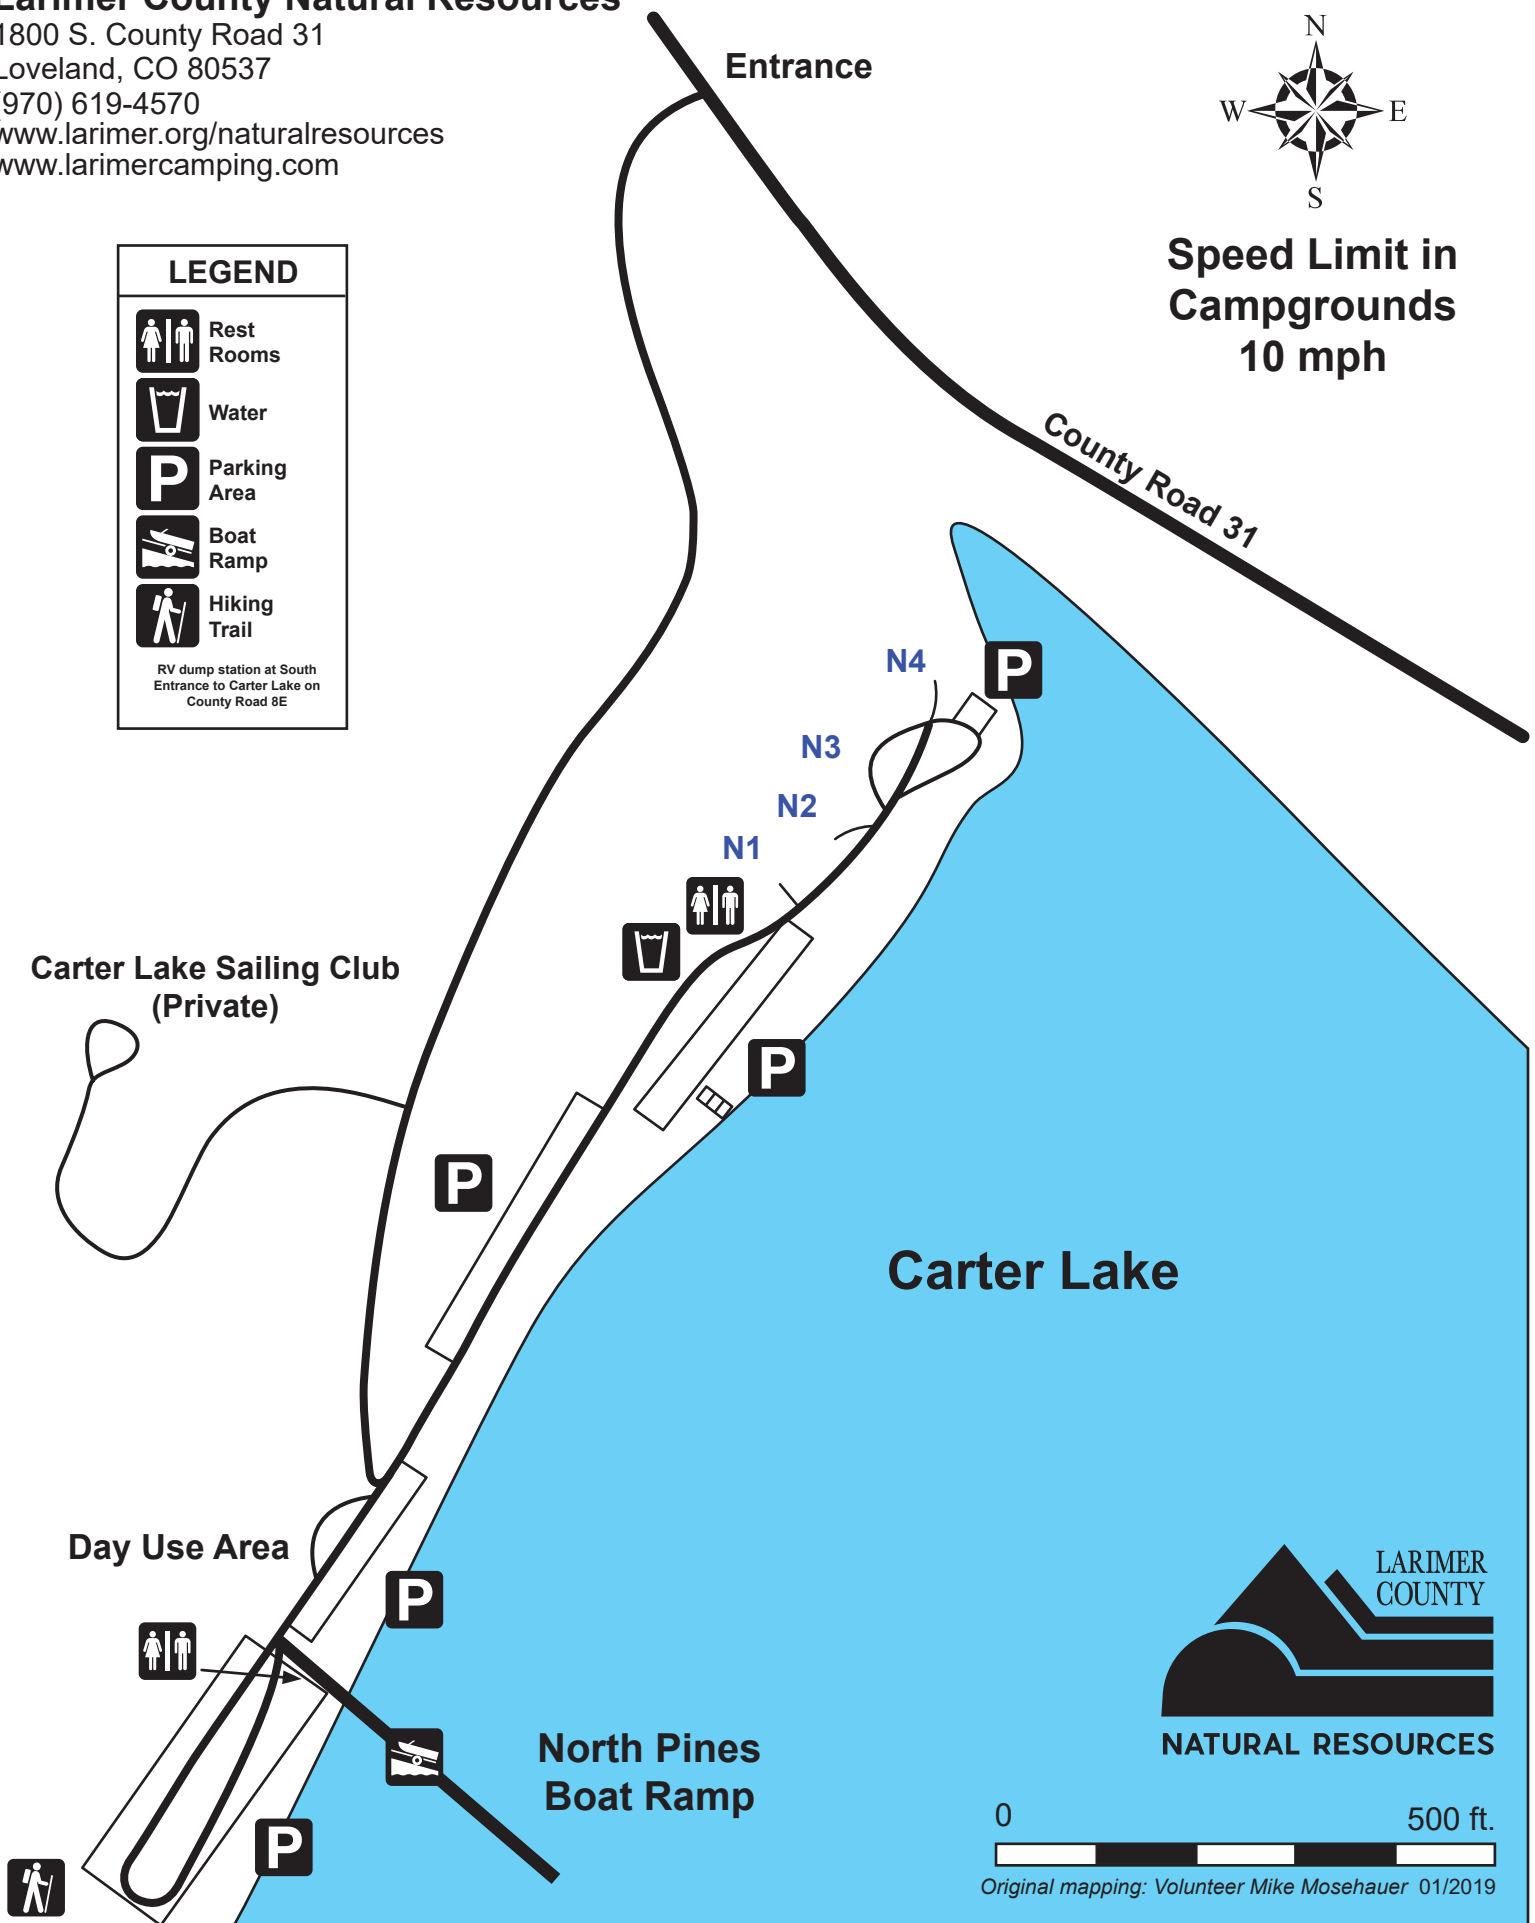 Larimer County Natural Resources
1800 S. County Road 31
Loveland, CO 80537
(970) 619-4570
www.larimer.org/naturalresources
www.larimercamping.com
Entrance
N
W
E
S
Speed Limit in
Campgrounds
10 mph
LEGEND
Rest
Rooms
Water
P
Parking
Area
Boat
Ramp
Hiking
Trail
RV dump station at South
Entrance to Carter Lake on
County Road 8E
County Road 31
N4
P
N3
N2
N1
Carter Lake Sailing Club
(Private)
P
P
Carter Lake
Day Use Area
P
North Pines
Boat Ramp
P
LARIMER
COUNTY
NATURAL RESOURCES
0
500 ft.
Original mapping: Volunteer Mike Mosehauer 01/2019